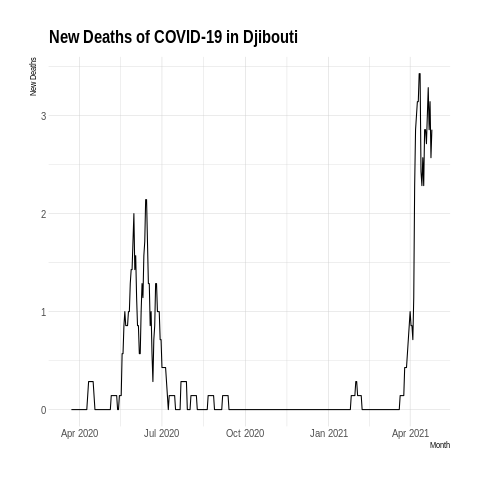 New Deaths of COVID-19 in Djibouti
New Deaths
3
2
1
0
Apr 2020 Jul 2020 Oct 2020 Jan 2021 Apr 2021
Month